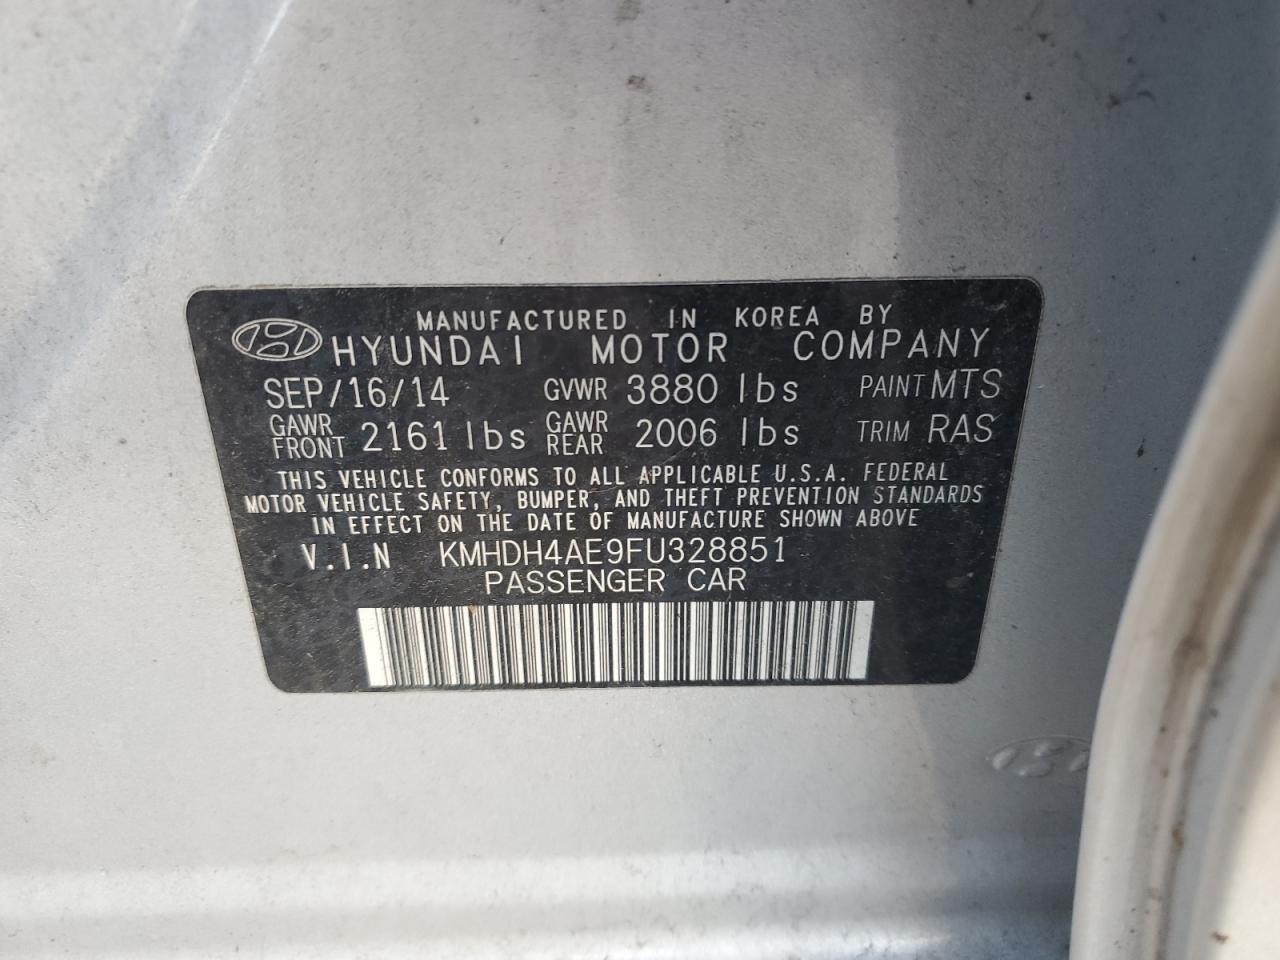 MANUFACTURED IN KOREA BY
HYUNDAI MOTOR COMPANY
SEP/16/14 GVWR 3880 lbs PAINT MTS
GAWR FRONT 2161 lbs GAWR REAR 2006 lbs TRIM RAS
THIS VEHICLE CONFORMS TO ALL APPLICABLE U.S.A. FEDERAL
MOTOR VEHICLE SAFETY, BUMPER, AND THEFT PREVENTION STANDARDS
IN EFFECT ON THE DATE OF MANUFACTURE SHOWN ABOVE
V.I.N KMHDH4AE9FU328851
PASSENGER CAR